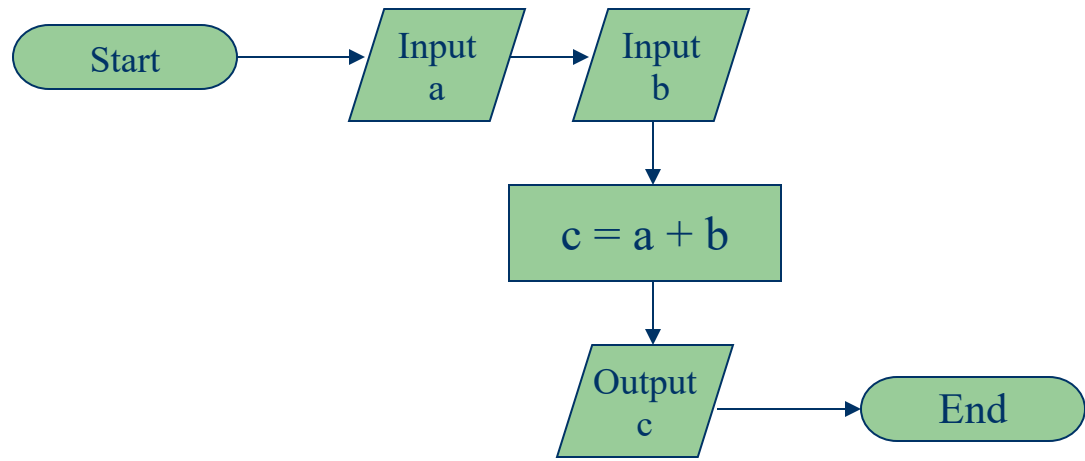 Start
Input
a
Input
b
c = a + b
Output
c
End